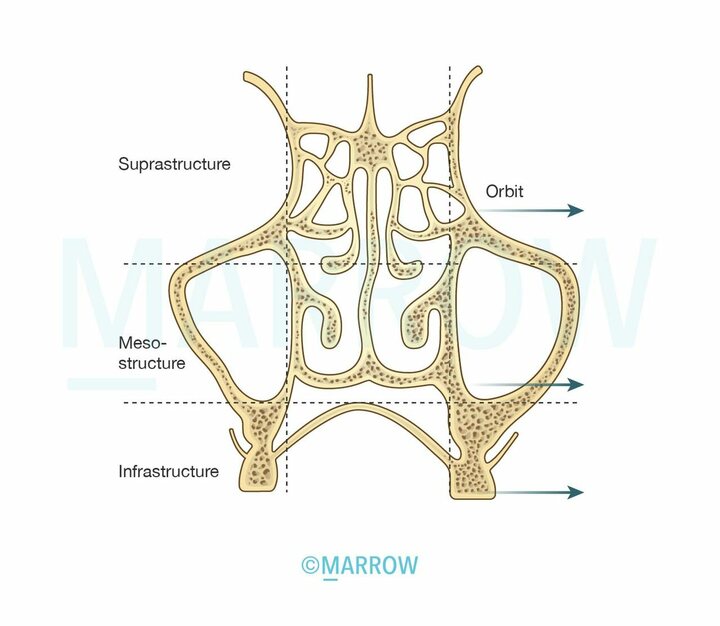 Suprastructure
Orbit
MARROW
Meso-
structure
Infrastructure
©MARROW